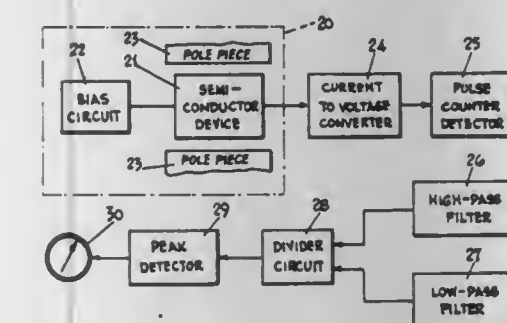 20
23
POLE PIECE
22
21
24
25
BIAS
CIRCUIT
SEMI-
CONDUCTOR
DEVICE
CURRENT
TO VOLTAGE
CONVERTER
PULSE
COUNTER
DETECTOR
23
POLE PIECE
26
HIGH-PASS
FILTER
30
29
28
PEAK
DETECTOR
DIVIDER
CIRCUIT
27
LOW-PASS
FILTER